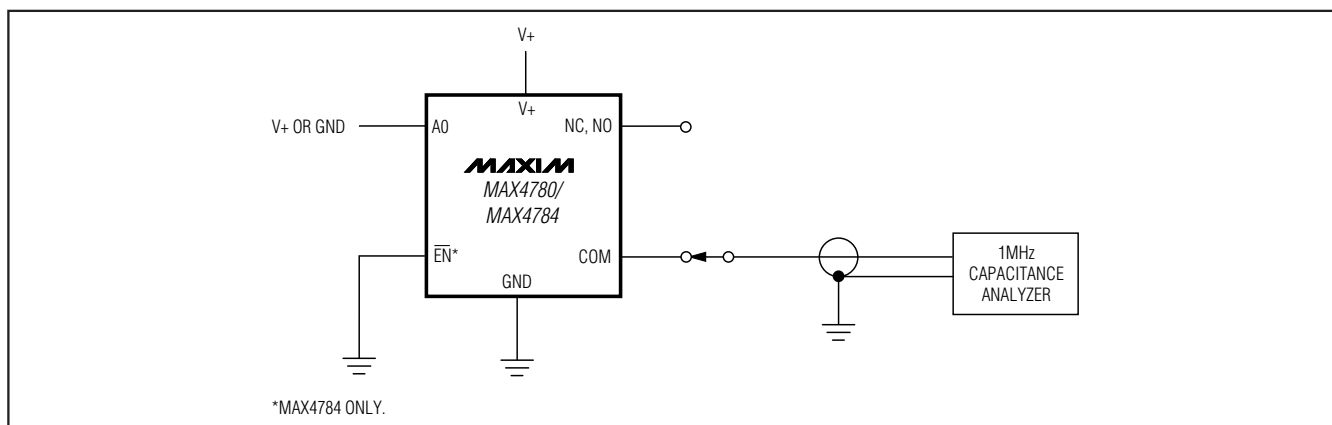 V+
V+ OR GND
A0
V+
NC, NO
MAXIM
MAX4780/
MAX4784
EN*
COM
GND
1MHz
CAPACITANCE
ANALYZER
*MAX4784 ONLY.